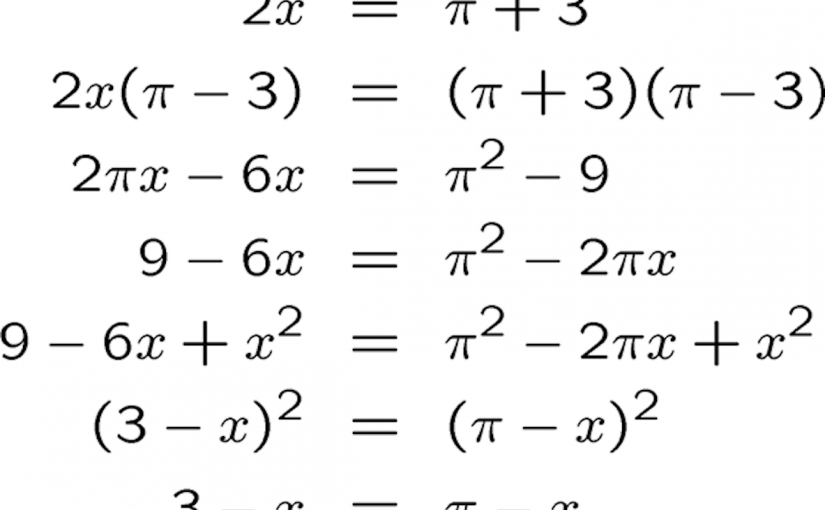 2x = π + 3
2x(π − 3) = (π + 3)(π − 3)
2πx − 6x = π² − 9
9 − 6x = π² − 2πx
9 − 6x + x² = π² − 2πx + x²
(3 − x)² = (π − x)²
3 − x = π − x